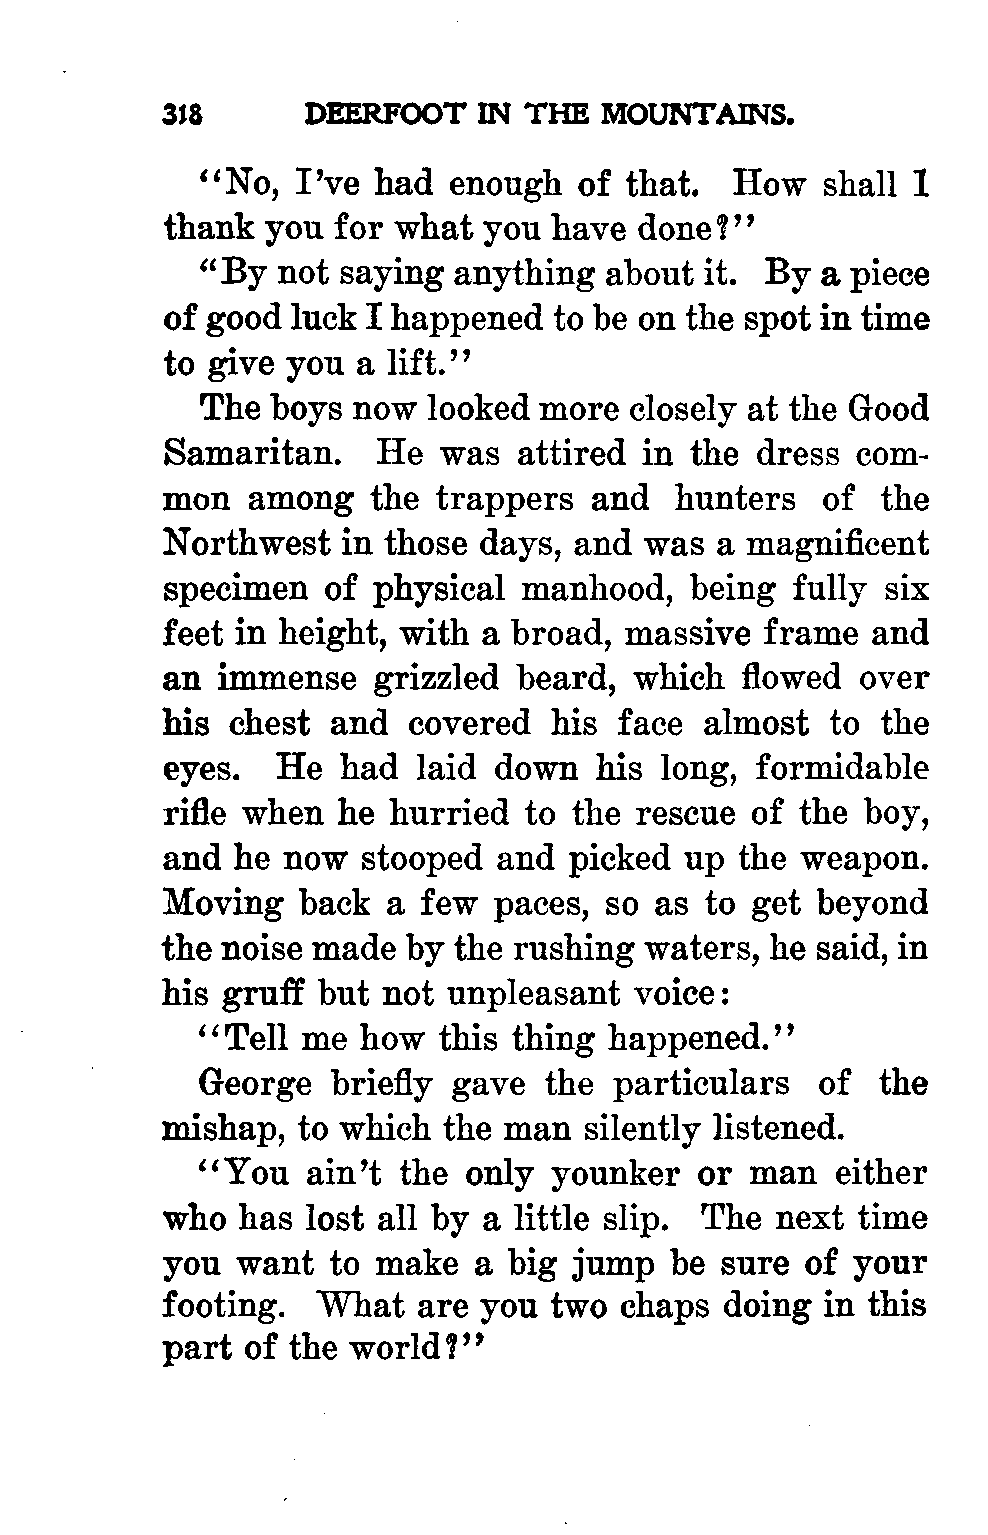 318 DEERFOOT IN THE MOUNTAINS.
“No, I’ve had enough of that. How shall I
thank you for what you have done?”
“By not saying anything about it. By a piece
of good luck I happened to be on the spot in time
to give you a lift.”
The boys now looked more closely at the Good
Samaritan. He was attired in the dress com-
mon among the trappers and hunters of the
Northwest in those days, and was a magnificent
specimen of physical manhood, being fully six
feet in height, with a broad, massive frame and
an immense grizzled beard, which flowed over
his chest and covered his face almost to the
eyes. He had laid down his long, formidable
rifle when he hurried to the rescue of the boy,
and he now stooped and picked up the weapon.
Moving back a few paces, so as to get beyond
the noise made by the rushing waters, he said, in
his gruff but not unpleasant voice:
“Tell me how this thing happened.”
George briefly gave the particulars of the
mishap, to which the man silently listened.
“You ain’t the only younker or man either
who has lost all by a little slip. The next time
you want to make a big jump be sure of your
footing. What are you two chaps doing in this
part of the world?”